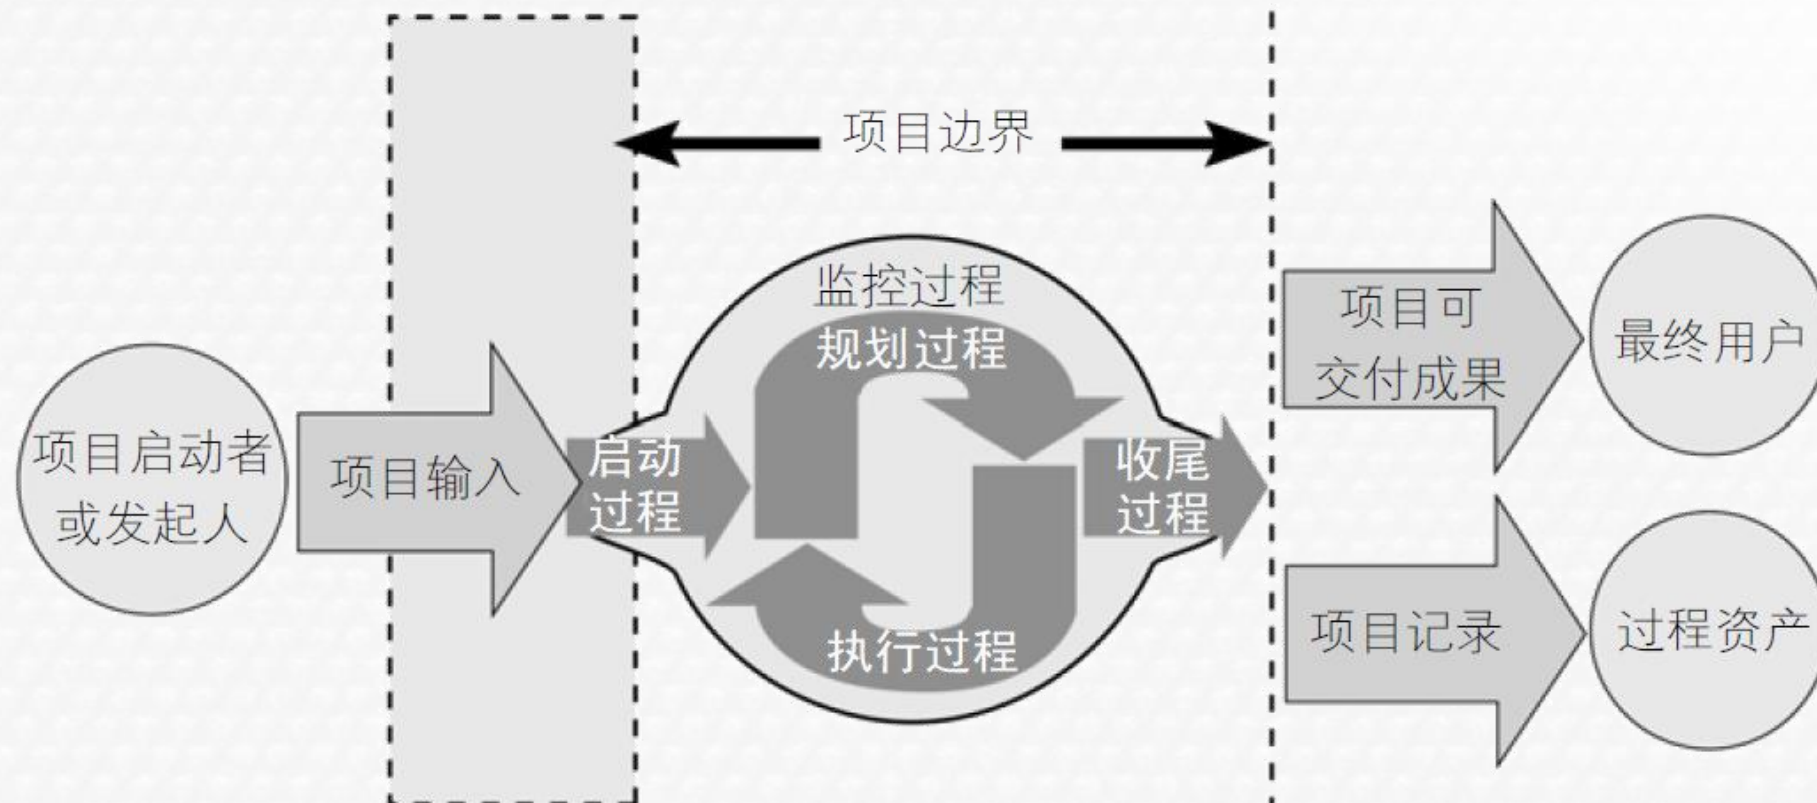 项目边界
监控过程
规划过程
项目启动者
或发起人
项目输入
启动
过程
收尾
过程
执行过程
项目可
交付成果
最终用户
项目记录
过程资产